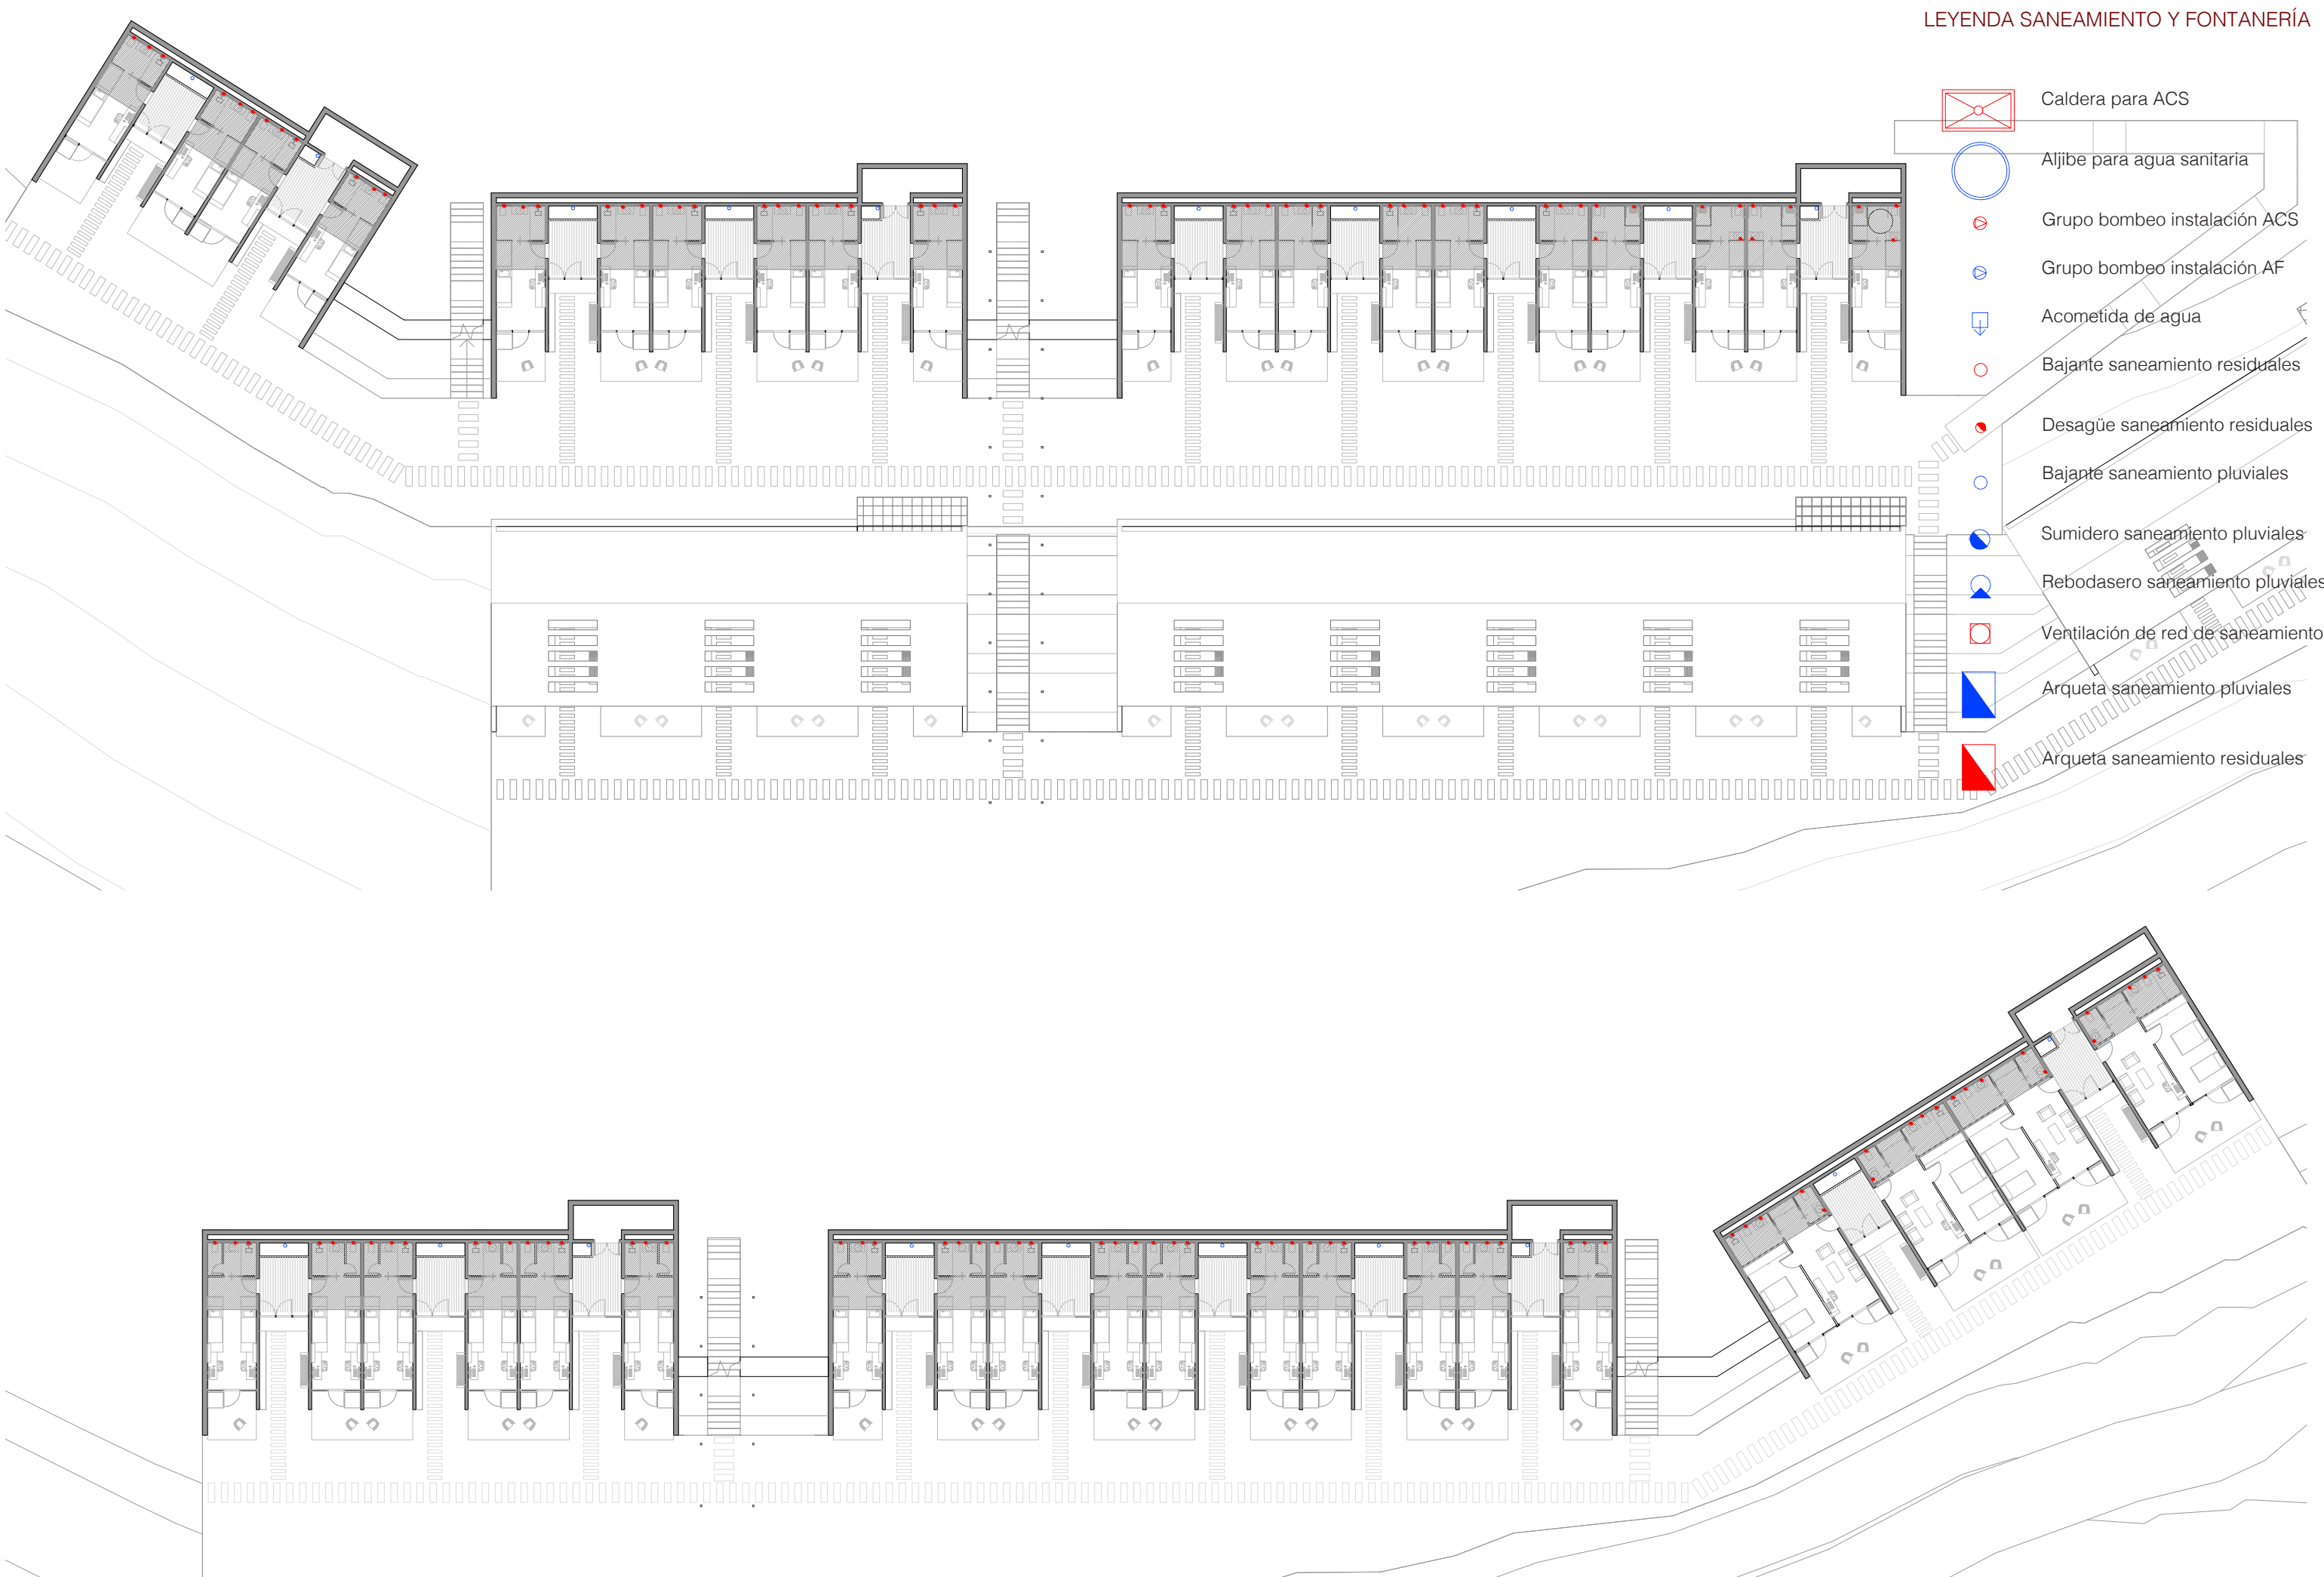 LEYENDA SANEAMIENTO Y FONTANERÍA
Caldera para ACS
Aljibe para agua sanitaria
Grupo bombeo instalación ACS
Grupo bombeo instalación AF
Acometida de agua
Bajante saneamiento residuales
Desagüe saneamiento residuales
Bajante saneamiento pluviales
Sumidero saneamiento pluviales
Rebodasero saneamiento pluviales
Ventilación de red de saneamiento
Arqueta saneamiento pluviales
Arqueta saneamiento residuales